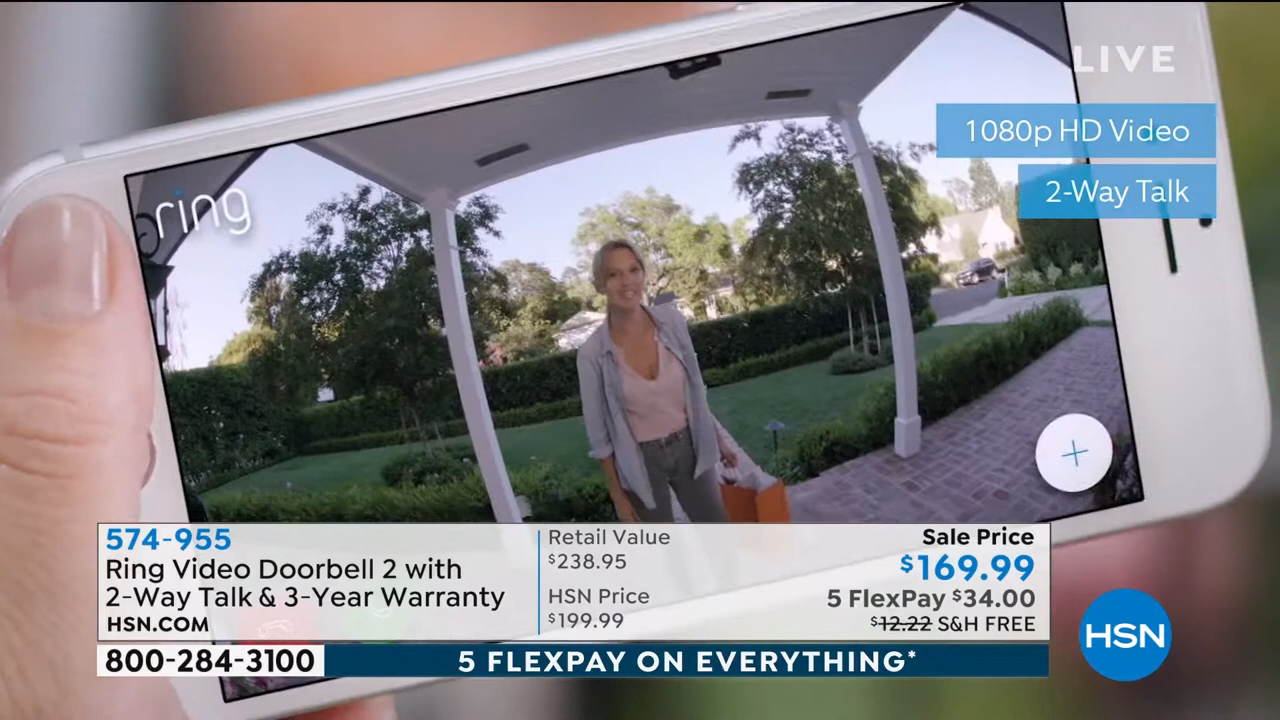 LIVE
1080p HD Video
2-Way Talk
ring
574-955
Ring Video Doorbell 2 with
2-Way Talk & 3-Year Warranty
HSN.COM
Retail Value
$238.95
HSN Price
$199.99
Sale Price
$169.99
5 FlexPay $34.00
$12.22 S&H FREE
HSN
800-284-3100
5 FLEXPAY ON EVERYTHING*